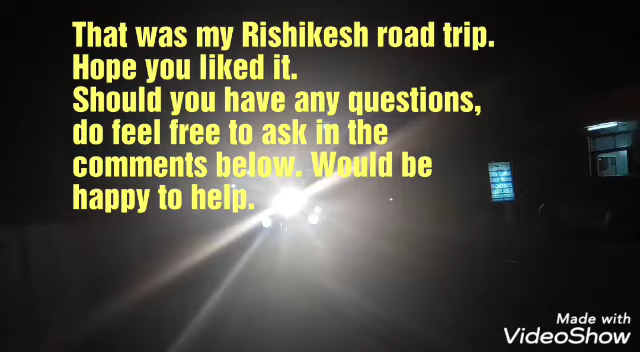 That was my Rishikesh road trip.
Hope you liked it.
Should you have any questions,
do feel free to ask in the
comments below. Would be
happy to help.
Made with
VideoShow